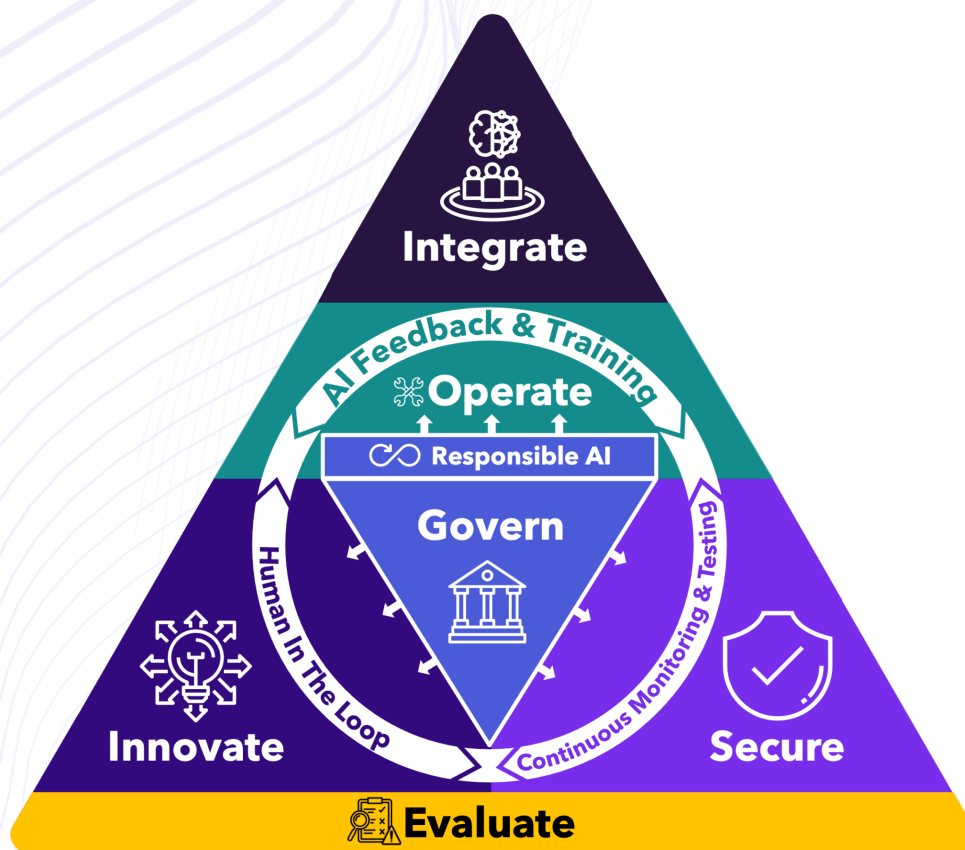 Integrate
AI Feedback & Training
Operate
Responsible AI
Govern
Human In The Loop
Continuous Monitoring & Testing
Innovate
Secure
Evaluate